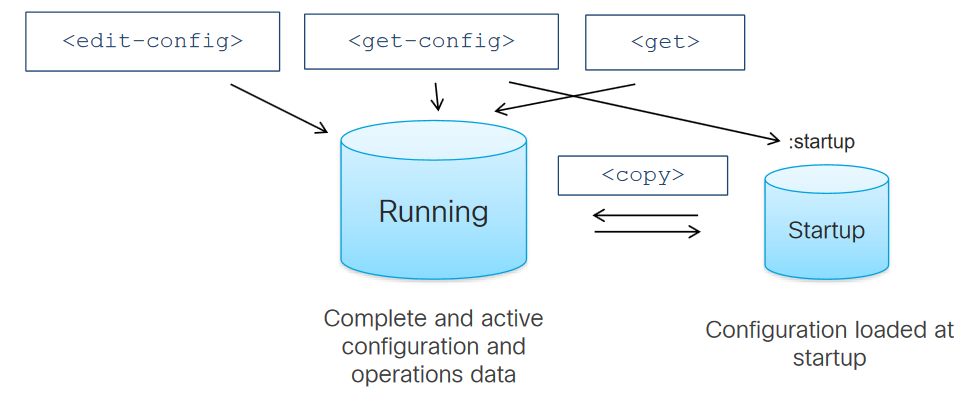 <edit-config>
<get-config>
<get>
:startup
<copy>
Running
Startup
Complete and active
configuration and
operations data
Configuration loaded at
startup